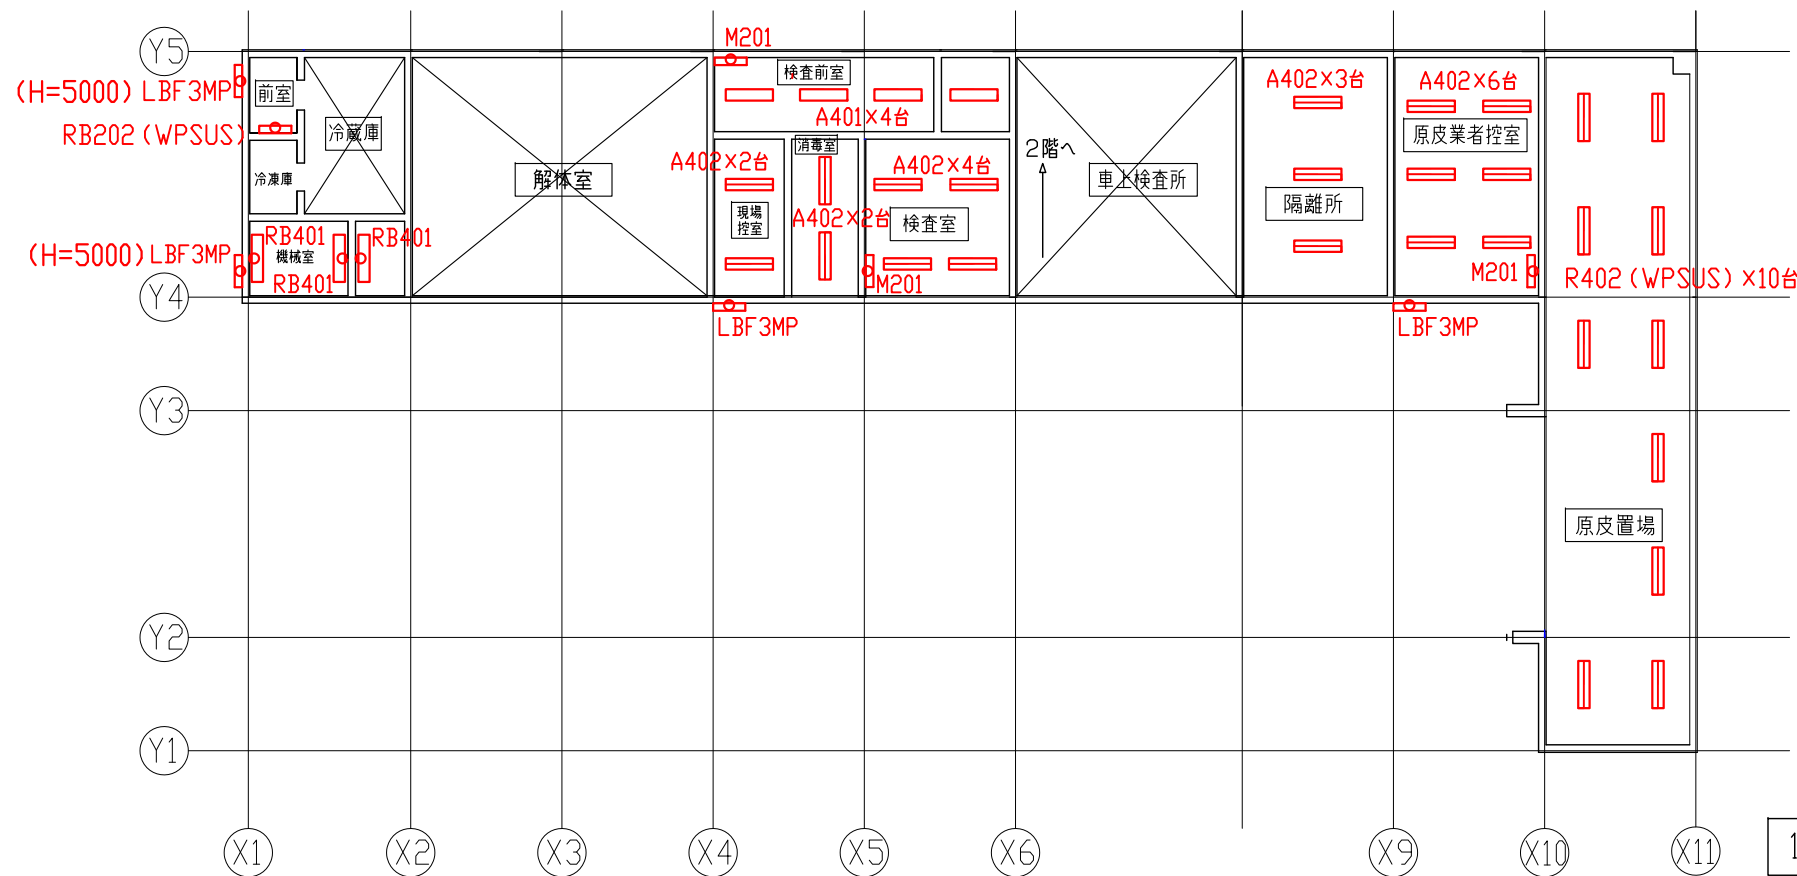 Y5
M201
(H=5000) LBF3MP
前室
検査前室
A402×3台
A402×6台
RB202 (WPSUS)
冷蔵庫
A401×4台
原皮業者控室
冷凍庫
解体室
A402×2台
消毒室
A402×4台
2階へ
車上検査所
隔離所
現場
控室
A402×2台
検査室
(H=5000) LBF3MP
RB401
機械室
RB401
RB401
M201
M201
R402 (WPSUS) ×10台
Y4
LBF3MP
LBF3MP
Y3
原皮置場
Y2
Y1
X1
X2
X3
X4
X5
X6
X9
X10
X11
1